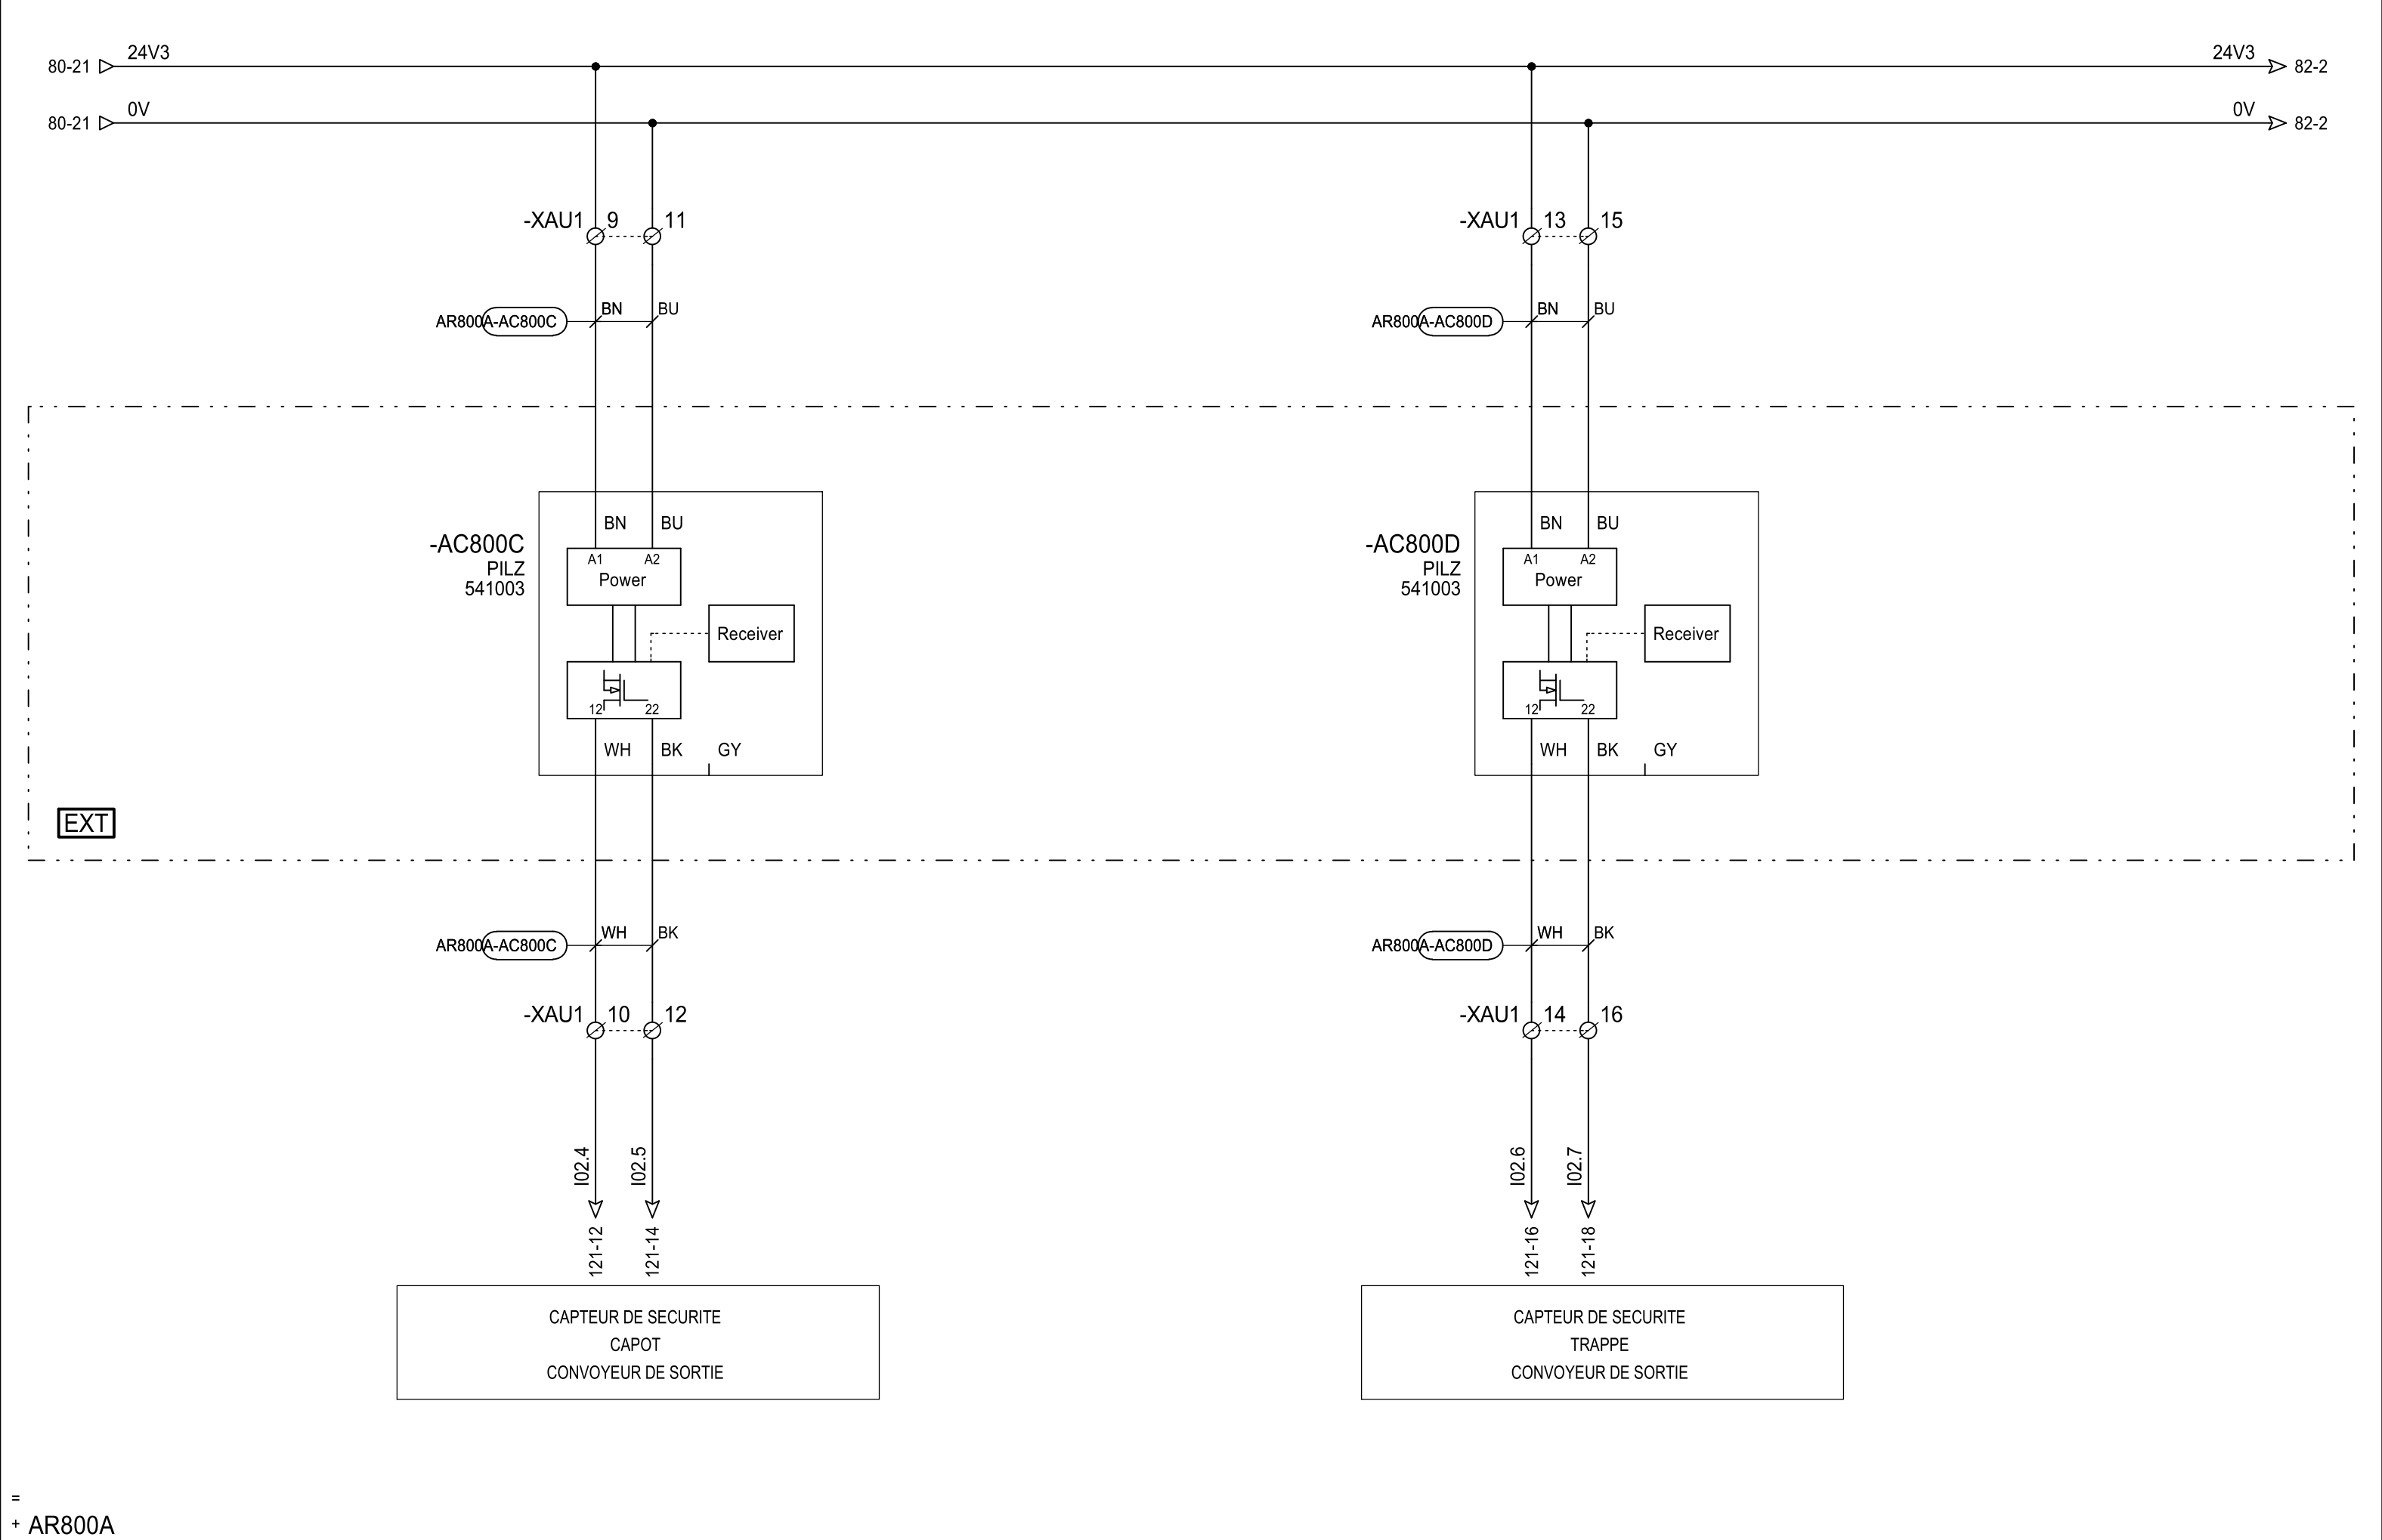 24V3
24V3
80-21
82-2
0V
0V
80-21
82-2
-XAU1 9 11
-XAU1 13 15
BN BU
BN BU
AR800A-AC800C
AR800A-AC800D
BN BU
BN BU
-AC800C
PILZ
541003
A1 A2
Power
Receiver
12 22
WH BK GY
-AC800D
PILZ
541003
A1 A2
Power
Receiver
12 22
WH BK GY
EXT
WH BK
WH BK
AR800A-AC800C
AR800A-AC800D
-XAU1 10 12
-XAU1 14 16
I02.4
I02.5
I02.6
I02.7
121-12
121-14
121-16
121-18
CAPTEUR DE SECURITE
CAPOT
CONVOYEUR DE SORTIE
CAPTEUR DE SECURITE
TRAPPE
CONVOYEUR DE SORTIE
=
+ AR800A